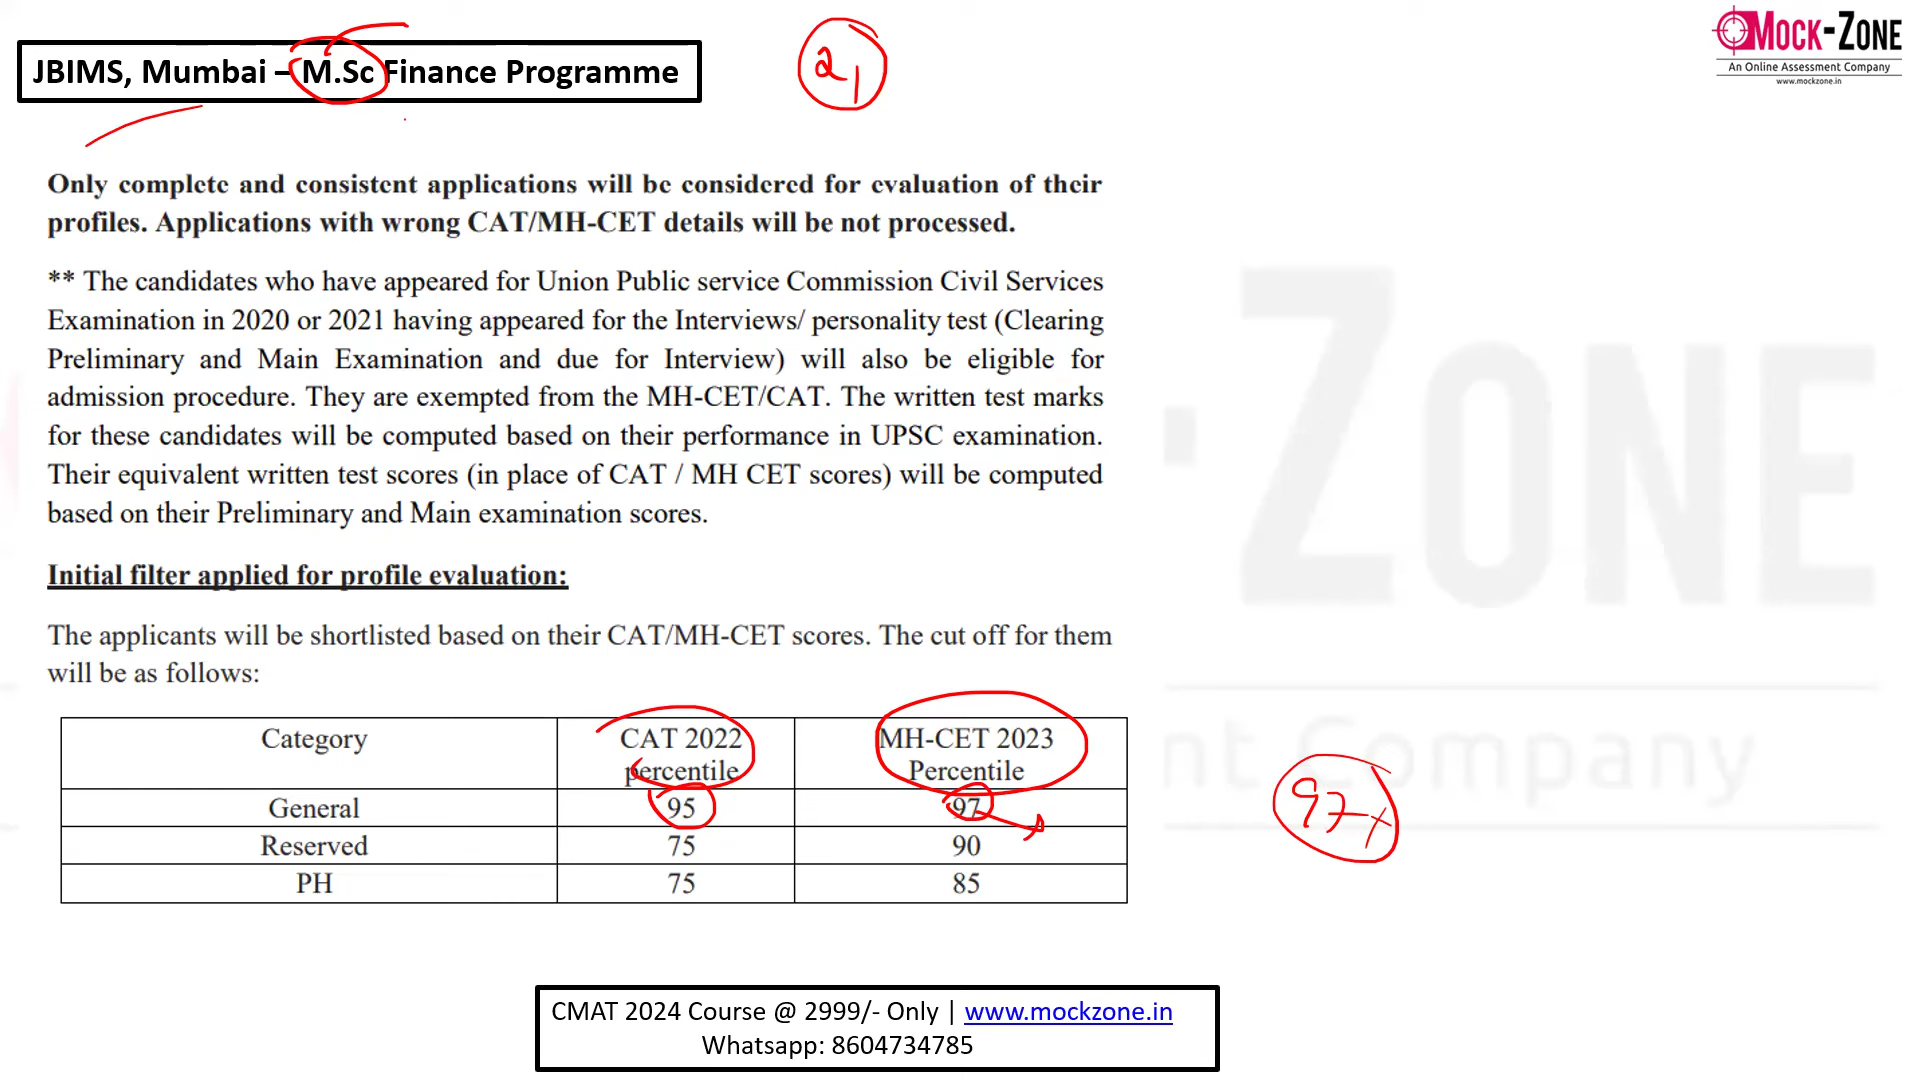 JBIMS, Mumbai – M.Sc Finance Programme
21
MOCK-ZONE
An Online Assessment Company
www.mockzone.in
Only complete and consistent applications will be considered for evaluation of their
profiles. Applications with wrong CAT/MH-CET details will be not processed.
** The candidates who have appeared for Union Public service Commission Civil Services
Examination in 2020 or 2021 having appeared for the Interviews/ personality test (Clearing
Preliminary and Main Examination and due for Interview) will also be eligible for
admission procedure. They are exempted from the MH-CET/CAT. The written test marks
for these candidates will be computed based on their performance in UPSC examination.
Their equivalent written test scores (in place of CAT / MH CET scores) will be computed
based on their Preliminary and Main examination scores.
Initial filter applied for profile evaluation:
The applicants will be shortlisted based on their CAT/MH-CET scores. The cut off for them
will be as follows:
Category CAT 2022 percentile MH-CET 2023 Percentile
General 95 97
Reserved 75 90
PH 75 85
97+
-ZONE
nt Company
CMAT 2024 Course @ 2999/- Only | www.mockzone.in
Whatsapp: 8604734785